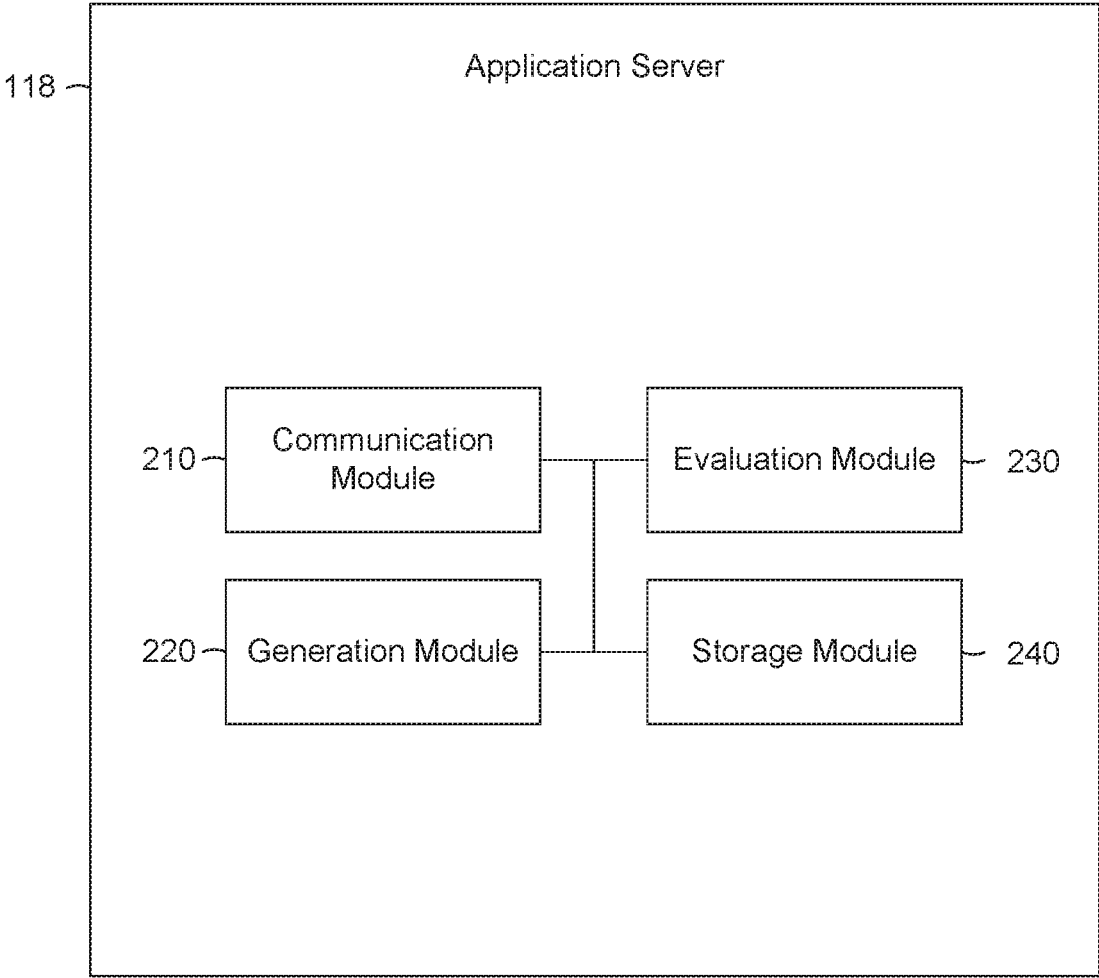 Application Server
118
Communication
Module
210
Evaluation Module
230
Generation Module
220
Storage Module
240